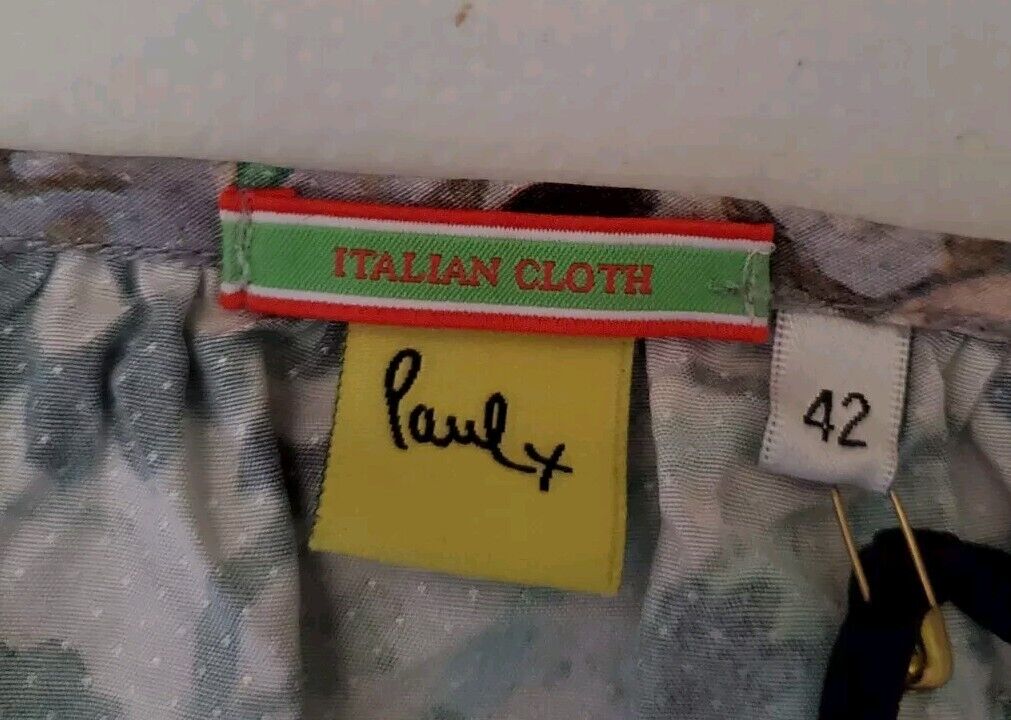 ITALIAN CLOTH
Paul x
42